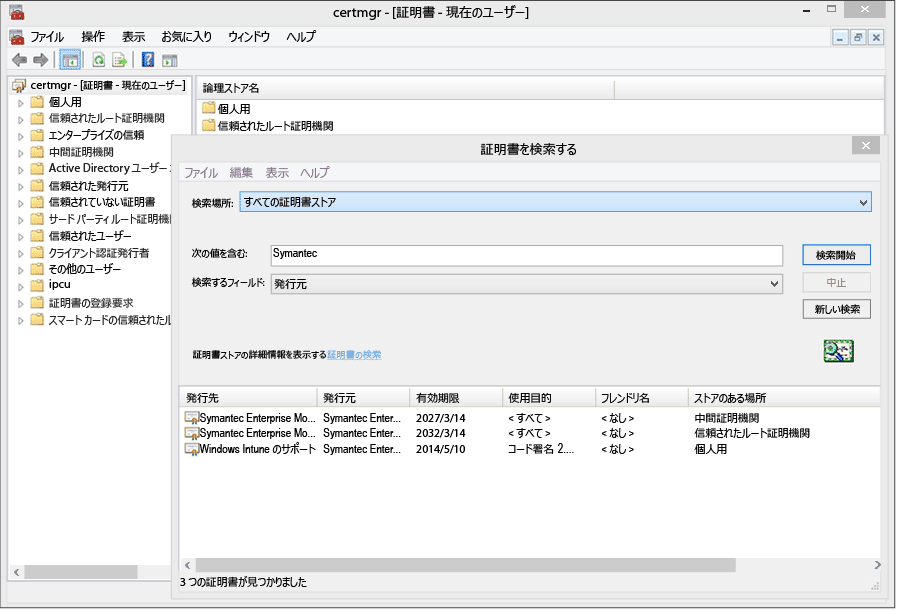 certmgr - [証明書 - 現在のユーザー]
ファイル 操作 表示 お気に入り ウィンドウ ヘルプ
certmgr - [証明書 - 現在のユーザー]
個人用
信頼されたルート証明機関
エンタープライズの信頼
中間証明機関
Active Directory ユーザー
信頼された発行元
信頼されていない証明書
サード パーティ ルート証明機
信頼されたユーザー
クライアント認証発行者
その他のユーザー
ipcu
証明書の登録要求
スマート カードの信頼された
論理ストア名
個人用
信頼されたルート証明機関
証明書を検索する
ファイル 編集 表示 ヘルプ
検索場所: すべての証明書ストア
次の値を含む: Symantec 検索開始
検索するフィールド: 発行元 中止
新しい検索
証明書ストアの詳細情報を表示する証明書の検索
発行先 発行元 有効期限 使用目的 フレンドリ名 ストアのある場所
Symantec Enterprise Mo... Symantec Enter... 2027/3/14 <すべて> <なし> 中間証明機関
Symantec Enterprise Mo... Symantec Enter... 2032/3/14 <すべて> <なし> 信頼されたルート証明機関
Windows Intune のサポート Symantec Enter... 2014/5/10 コード署名 2.... <なし> 個人用
3 つの証明書が見つかりました